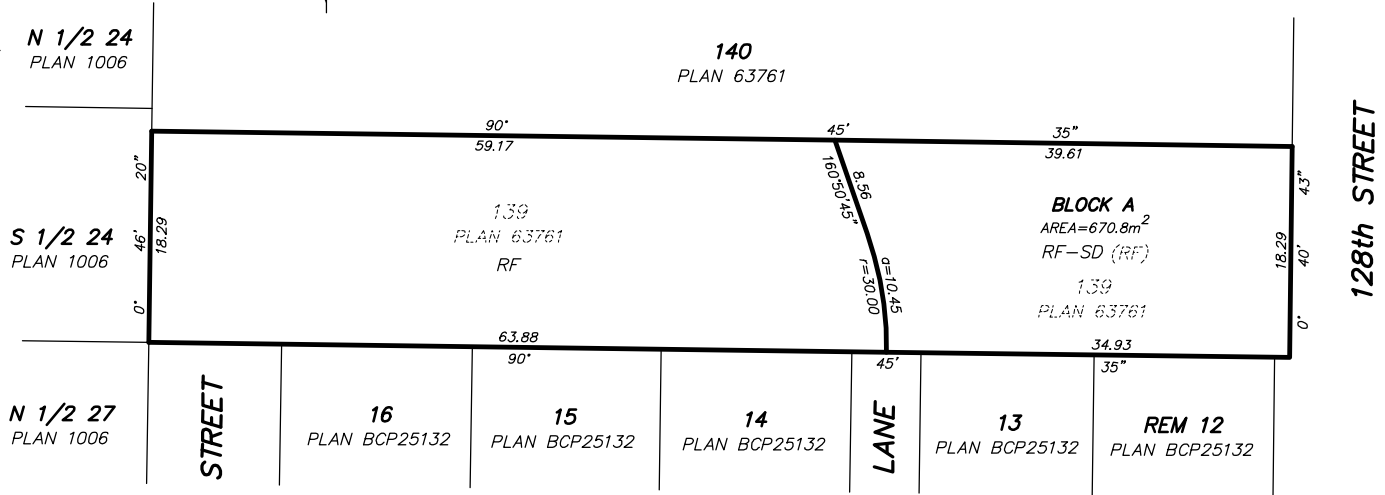 N 1/2 24
PLAN 1006
140
PLAN 63761
128th STREET
90°
45'
35"
59.17
39.61
20"
46'
0°
18.29
S 1/2 24
PLAN 1006
139
PLAN 63761
RF
8.56
160°50'45"
a=10.45
r=30.00
BLOCK A
AREA=670.8m²
RF-SD (RF)
139
PLAN 63761
18.29
43"
40'
0°
63.88
34.93
90°
45'
35"
N 1/2 27
PLAN 1006
STREET
16
PLAN BCP25132
15
PLAN BCP25132
14
PLAN BCP25132
LANE
13
PLAN BCP25132
REM 12
PLAN BCP25132